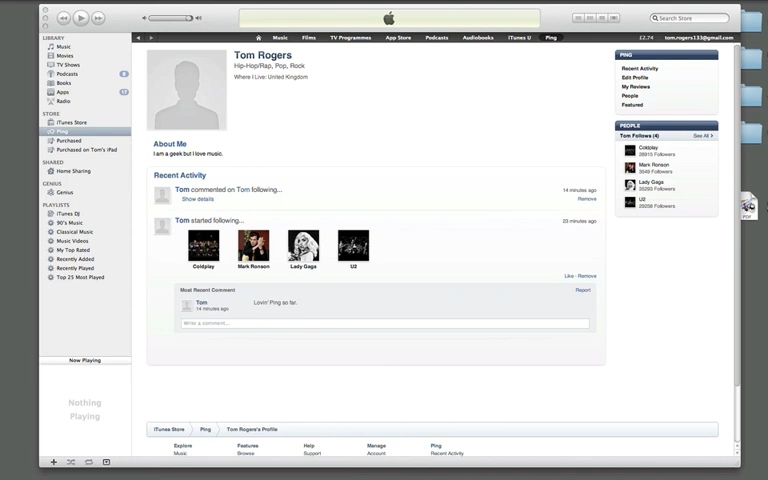 Search Store
Music Films TV Programmes App Store Podcasts Audiobooks iTunes U Ping £2.74 tom.rogers133@gmail.com
LIBRARY
Music
Movies
TV Shows
Podcasts
Books
Apps
Radio
STORE
iTunes Store
Ping
Purchased
Purchased on Tom's iPad
SHARED
Home Sharing
GENIUS
Genius
PLAYLISTS
iTunes DJ
90's Music
Classical Music
Music Videos
My Top Rated
Recently Added
Recently Played
Top 25 Most Played
Now Playing
Nothing
Playing
Tom Rogers
Hip-Hop/Rap, Pop, Rock
Where I Live: United Kingdom
About Me
I am a geek but I love music.
Recent Activity
Tom commented on Tom following... 14 minutes ago
Show details Remove
Tom started following... 23 minutes ago
Coldplay Mark Ronson Lady Gaga U2
Like · Remove
Most Recent Comment Report
Tom Lovin' Ping so far.
14 minutes ago
Write a comment...
PING
Recent Activity
Edit Profile
My Reviews
People
Featured
PEOPLE
Tom Follows (4) See All >
Coldplay
Followers
Mark Ronson
Followers
Lady Gaga
Followers
U2
Followers
iTunes Store Ping Tom Rogers's Profile
Explore Features Help Manage Ping
Music Browse Support Account Recent Activity
PDF